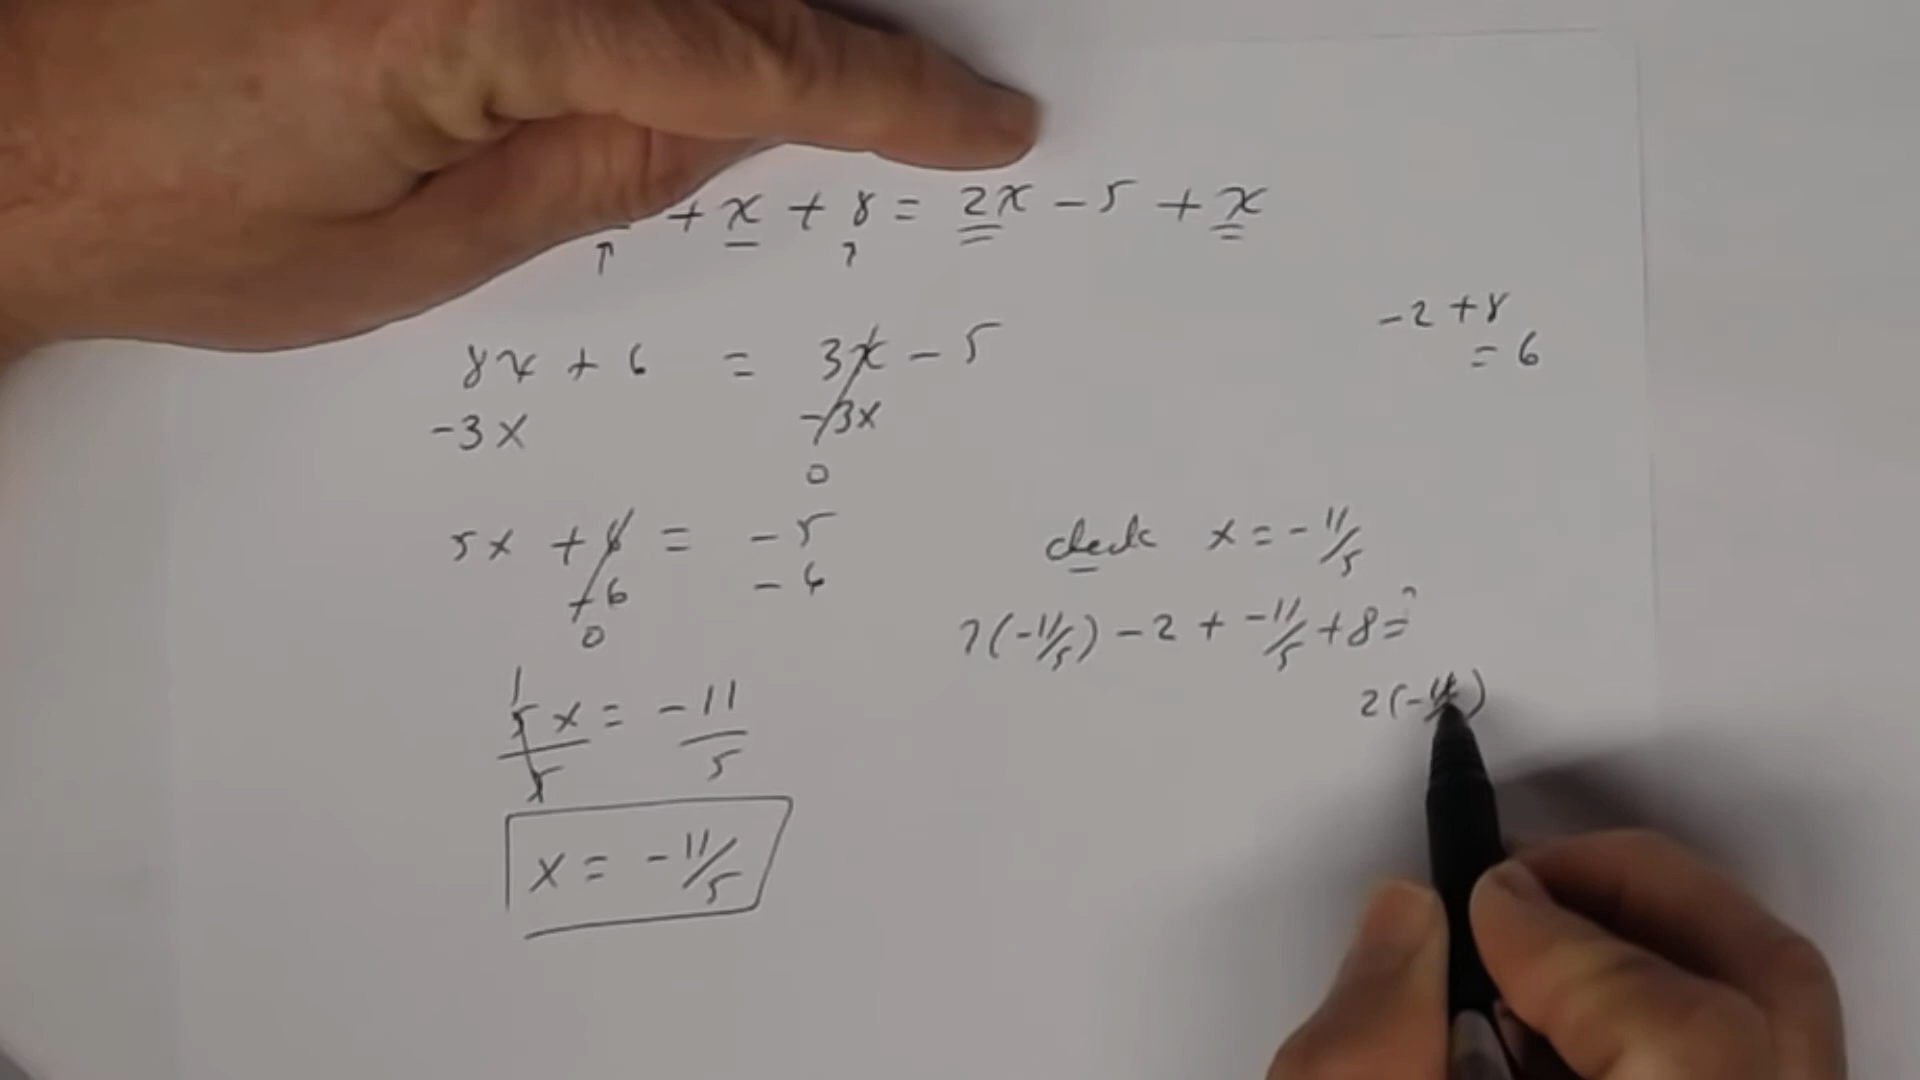 + x + 8 = 2x - 5 + x
-2 + 8
= 6
8x + 6 = 3x - 5
-3x -3x
0
5x + 6 = -5
+6 -6
0
1
5x = -11
5 5
x = -11/5
check x = -11/5
7(-11/5) - 2 + -11/5 + 8 = ?
2(-11